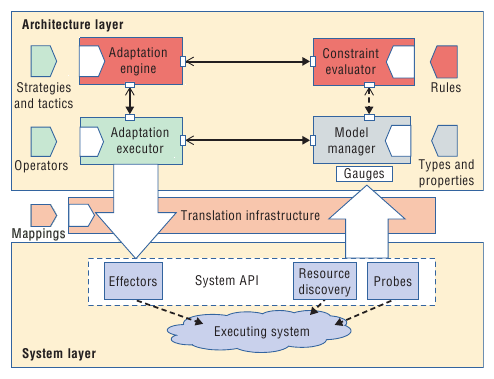 Architecture layer
Adaptation
engine
Constraint
evaluator
Strategies
and tactics
Rules
Adaptation
executor
Model
manager
Operators
Gauges
Types and
properties
Translation infrastructure
Mappings
Effectors
System API
Resource
discovery
Probes
Executing system
System layer